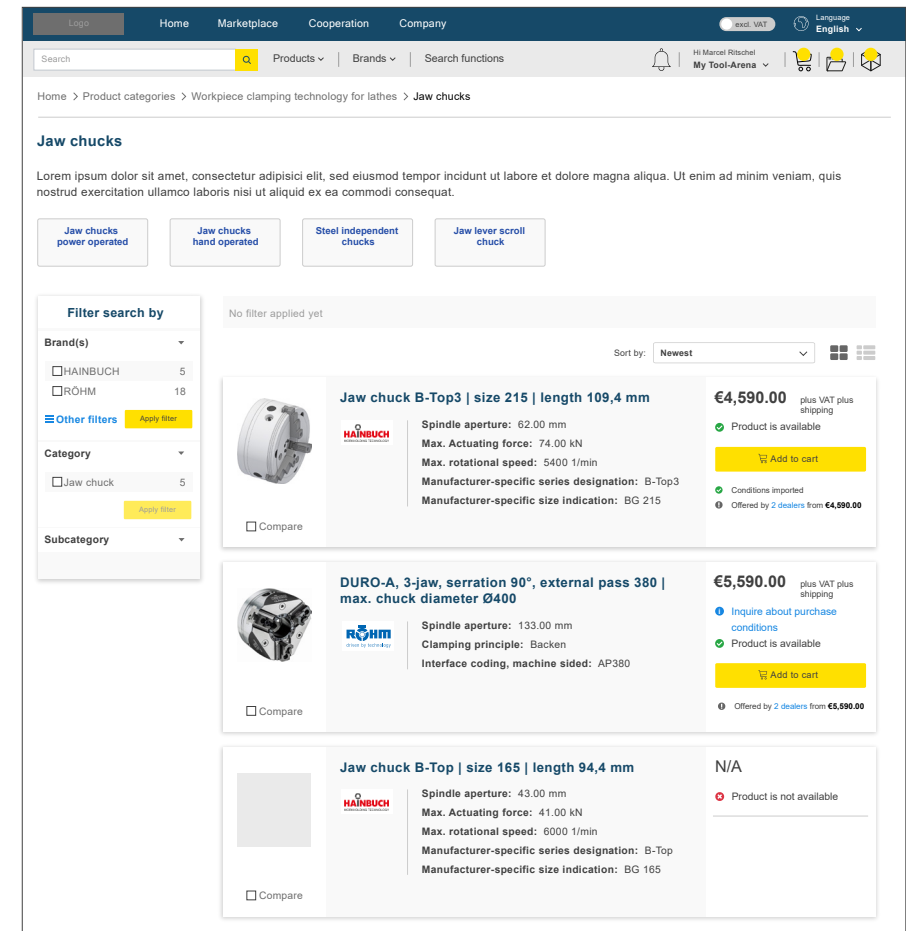 Logo
Home Marketplace Cooperation Company
excl. VAT
Language
English
Search
Products Brands Search functions
Hi Marcel Ritschel
My Tool-Arena
Home > Product categories > Workpiece clamping technology for lathes > Jaw chucks
Jaw chucks
Lorem ipsum dolor sit amet, consectetur adipisici elit, sed eiusmod tempor incidunt ut labore et dolore magna aliqua. Ut enim ad minim veniam, quis
nostrud exercitation ullamco laboris nisi ut aliquid ex ea commodi consequat.
Jaw chucks
power operated
Jaw chucks
hand operated
Steel independent
chucks
Jaw lever scroll
chuck
Filter search by
Brand(s)
HAINBUCH 5
RÖHM 18
Other filters Apply filter
Category
Jaw chuck 5
Apply filter
Subcategory
No filter applied yet
Sort by: Newest
Jaw chuck B-Top3 | size 215 | length 109,4 mm
HAINBUCH
WORKHOLDING TECHNOLOGY
Spindle aperture: 62.00 mm
Max. Actuating force: 74.00 kN
Max. rotational speed: 5400 1/min
Manufacturer-specific series designation: B-Top3
Manufacturer-specific size indication: BG 215
Compare
€4,590.00 plus VAT plus
shipping
Product is available
Add to cart
Conditions imported
Offered by 2 dealers from €4,590.00
DURO-A, 3-jaw, serration 90°, external pass 380 |
max. chuck diameter Ø400
RÖHM
driven by technology
Spindle aperture: 133.00 mm
Clamping principle: Backen
Interface coding, machine sided: AP380
Compare
€5,590.00 plus VAT plus
shipping
Inquire about purchase
conditions
Product is available
Add to cart
Offered by 2 dealers from €5,590.00
Jaw chuck B-Top | size 165 | length 94,4 mm
HAINBUCH
WORKHOLDING TECHNOLOGY
Spindle aperture: 43.00 mm
Max. Actuating force: 41.00 kN
Max. rotational speed: 6000 1/min
Manufacturer-specific series designation: B-Top
Manufacturer-specific size indication: BG 165
Compare
N/A
Product is not available